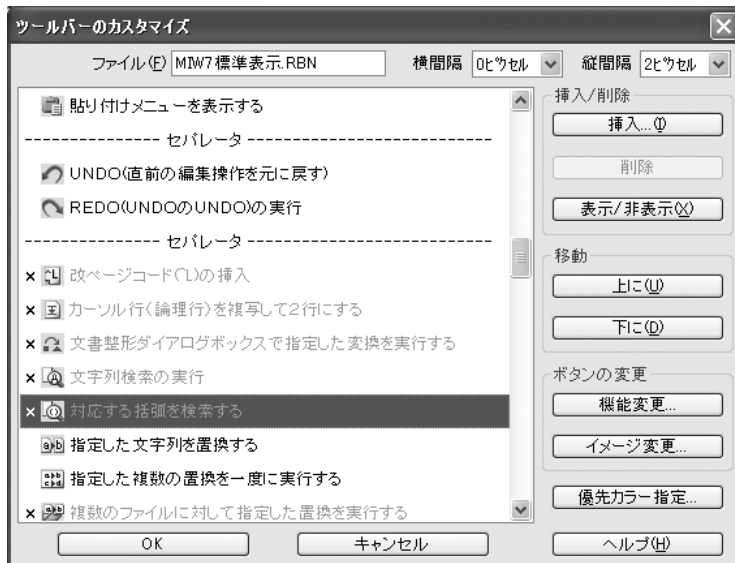 ツールバーのカスタマイズ
ファイル(F) MIW7標準表示.RBN 横間隔 0ピクセル 縦間隔 2ピクセル
貼り付けメニューを表示する
--------------- セパレータ --------------------------
UNDO(直前の編集操作を元に戻す)
REDO(UNDOのUNDO)の実行
--------------- セパレータ --------------------------
× 改ページコード(^L)の挿入
× カーソル行(論理行)を複写して2行にする
× 文書整形ダイアログボックスで指定した変換を実行する
× 文字列検索の実行
× 対応する括弧を検索する
指定した文字列を置換する
指定した複数の置換を一度に実行する
× 複数のファイルに対して指定した置換を実行する
挿入/削除
挿入...(I)
削除
表示/非表示(X)
移動
上に(U)
下に(D)
ボタンの変更
機能変更...
イメージ変更...
優先カラー指定...
OK キャンセル ヘルプ(H)